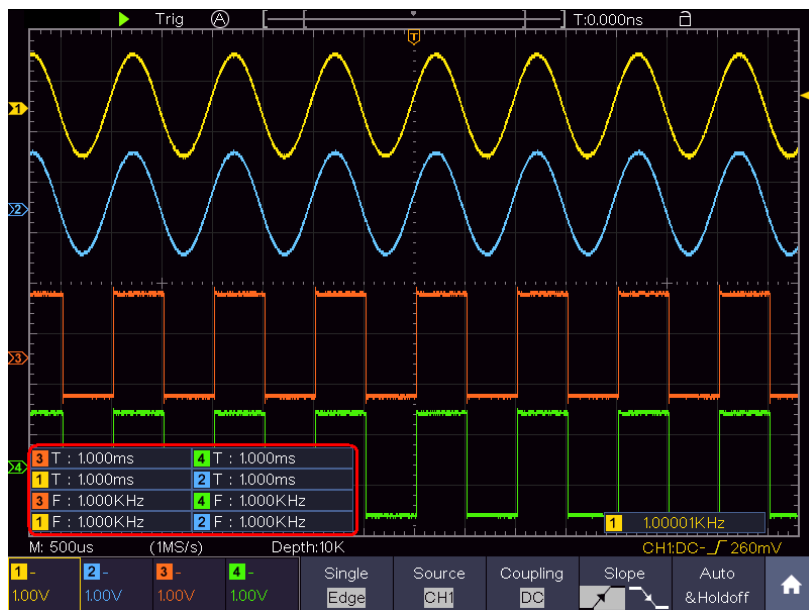 Trig A T:0.000ns
T
1
2
3
4
3 T : 1.000ms 4 T : 1.000ms
1 T : 1.000ms 2 T : 1.000ms
3 F : 1.000KHz 4 F : 1.000KHz
1 F : 1.000KHz 2 F : 1.000KHz
1 1.00001KHz
M: 500us (1MS/s) Depth:10K CH1:DC- 260mV
1 - 2 - 3 - 4 - Single Source Coupling Slope Auto
1.00V 1.00V 1.00V 1.00V Edge CH1 DC &Holdoff